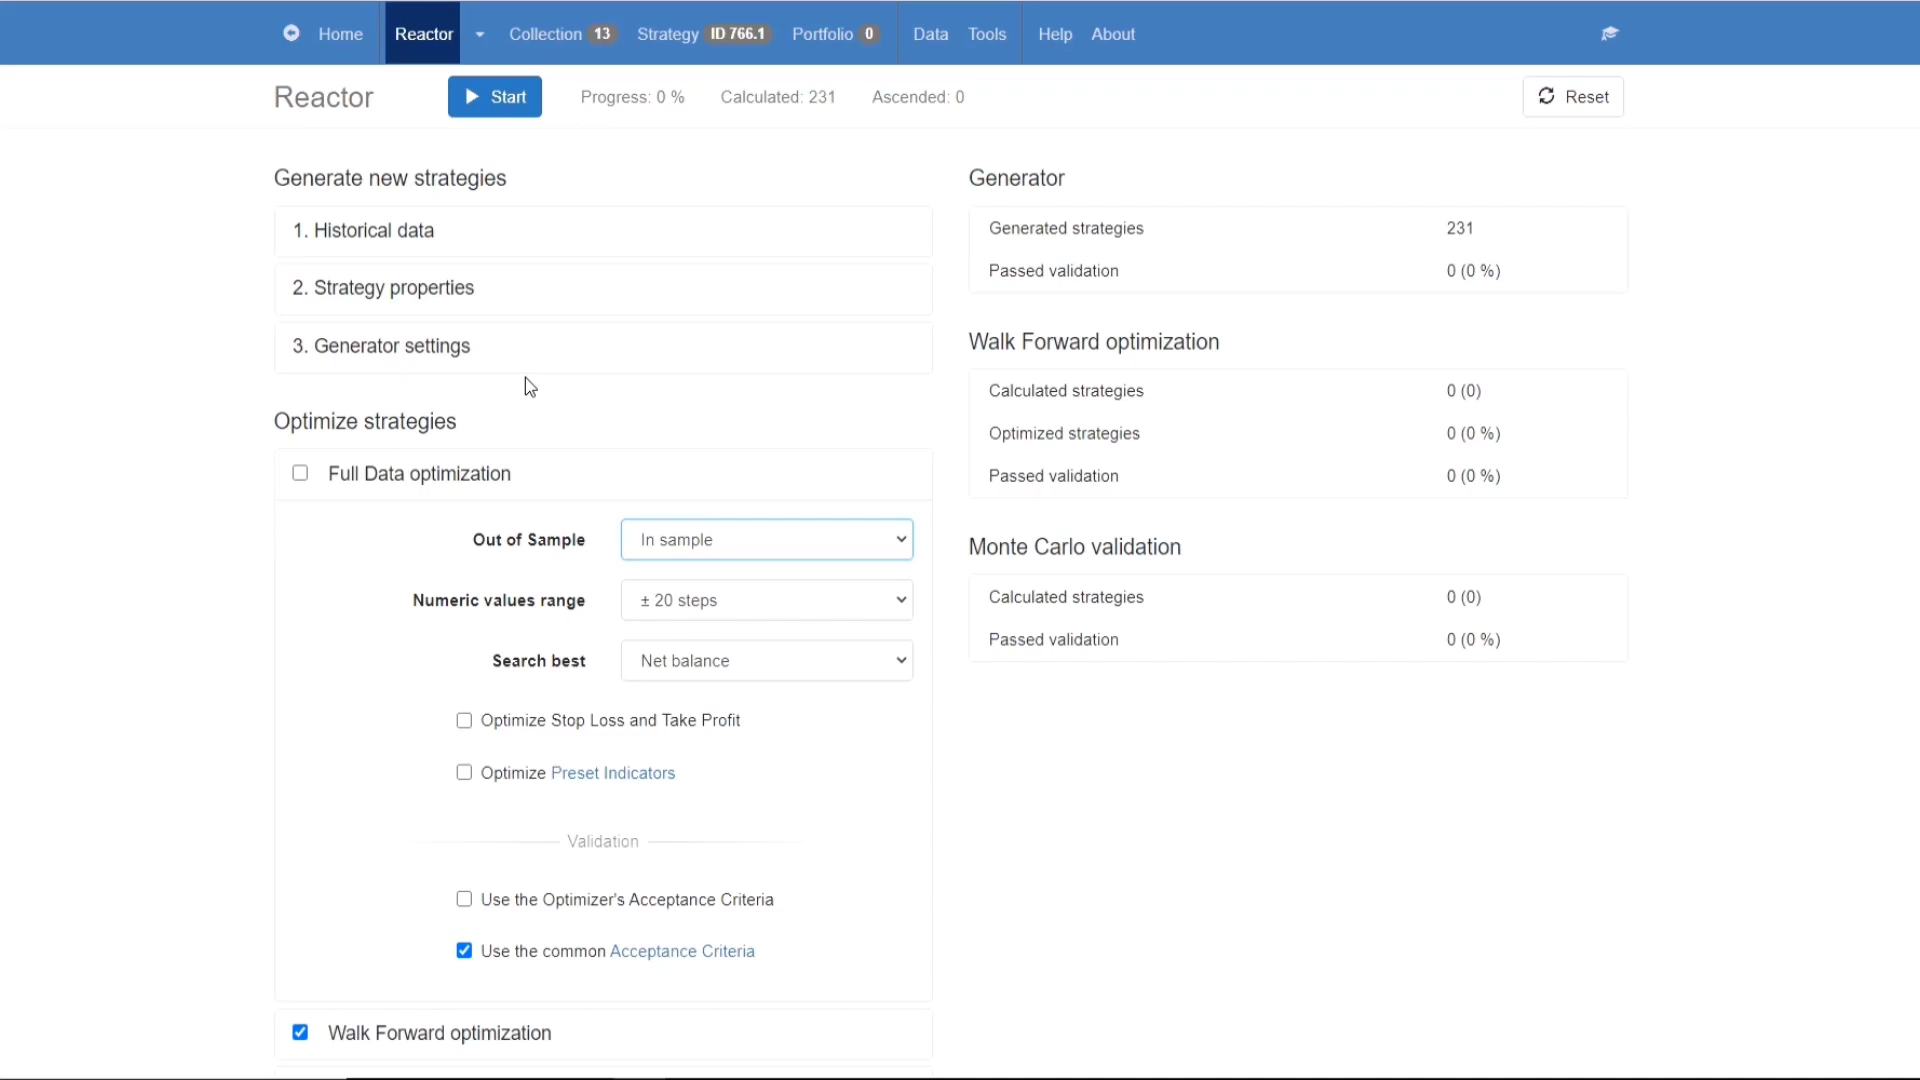 Home Reactor Collection 13 Strategy ID 766.1 Portfolio 0 Data Tools Help About
Reactor Start Progress: 0 % Calculated: 231 Ascended: 0 Reset
Generate new strategies
1. Historical data
2. Strategy properties
3. Generator settings
Optimize strategies
Full Data optimization
Out of Sample In sample
Numeric values range ± 20 steps
Search best Net balance
Optimize Stop Loss and Take Profit
Optimize Preset Indicators
Validation
Use the Optimizer's Acceptance Criteria
Use the common Acceptance Criteria
Walk Forward optimization
Generator
Generated strategies 231
Passed validation 0 (0 %)
Walk Forward optimization
Calculated strategies 0 (0)
Optimized strategies 0 (0 %)
Passed validation 0 (0 %)
Monte Carlo validation
Calculated strategies 0 (0)
Passed validation 0 (0 %)